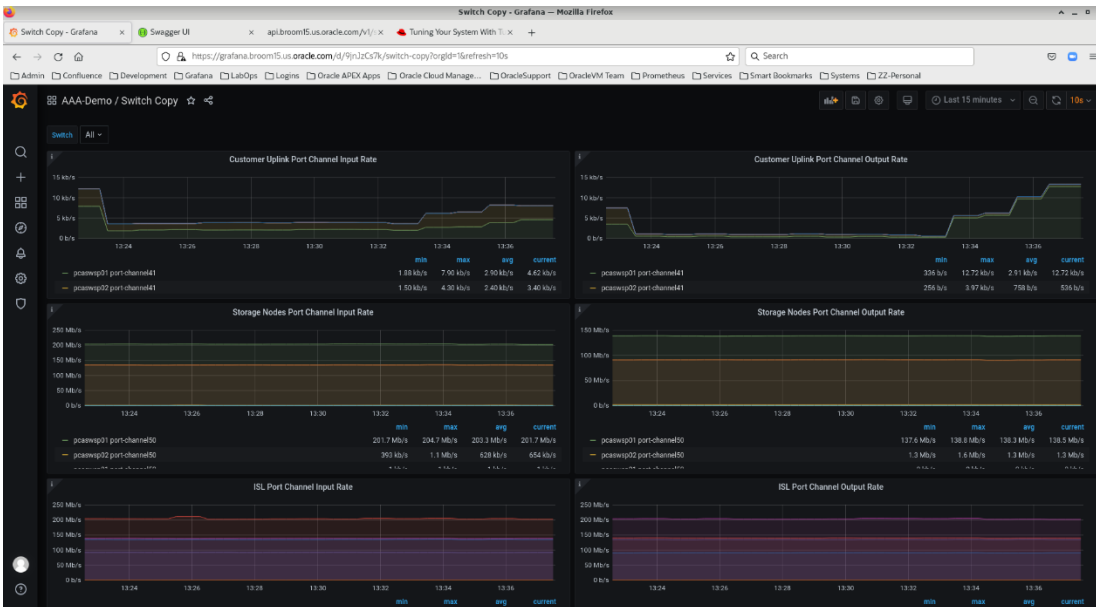 Switch Copy - Grafana — Mozilla Firefox
Switch Copy - Grafana × Swagger UI × api.broom15.us.oracle.com/v1/ × Tuning Your System With × +
https://grafana.broom15.us.oracle.com/d/9jnJzCs7k/switch-copy?orgId=1&refresh=10s Search
Admin Confluence Development Grafana LabOps Logins Oracle APEX Apps Oracle Cloud Manage... OracleSupport OracleVM Team Prometheus Services Smart Bookmarks Systems ZZ-Personal
AAA-Demo / Switch Copy Last 15 minutes 10s
Switch All
Customer Uplink Port Channel Input Rate
15 kb/s
10 kb/s
5 kb/s
0 b/s
13:24 13:26 13:28 13:30 13:32 13:34 13:36
min max avg current
pcaswsp01 port-channel41 1.88 kb/s 7.90 kb/s 2.90 kb/s 4.62 kb/s
pcaswsp02 port-channel41 1.50 kb/s 4.30 kb/s 2.40 kb/s 3.40 kb/s
Customer Uplink Port Channel Output Rate
15 kb/s
10 kb/s
5 kb/s
0 b/s
13:24 13:26 13:28 13:30 13:32 13:34 13:36
min max avg current
pcaswsp01 port-channel41 336 b/s 12.72 kb/s 2.91 kb/s 12.72 kb/s
pcaswsp02 port-channel41 256 b/s 3.97 kb/s 758 b/s 536 b/s
Storage Nodes Port Channel Input Rate
250 Mb/s
200 Mb/s
150 Mb/s
100 Mb/s
50 Mb/s
0 b/s
13:24 13:26 13:28 13:30 13:32 13:34 13:36
min max avg current
pcaswsp01 port-channel50 201.7 Mb/s 204.7 Mb/s 203.3 Mb/s 201.7 Mb/s
pcaswsp02 port-channel50 393 kb/s 1.1 Mb/s 628 kb/s 654 kb/s
Storage Nodes Port Channel Output Rate
150 Mb/s
100 Mb/s
50 Mb/s
0 b/s
13:24 13:26 13:28 13:30 13:32 13:34 13:36
min max avg current
pcaswsp01 port-channel50 137.6 Mb/s 138.8 Mb/s 138.3 Mb/s 138.5 Mb/s
pcaswsp02 port-channel50 1.3 Mb/s 1.6 Mb/s 1.3 Mb/s 1.3 Mb/s
ISL Port Channel Input Rate
250 Mb/s
200 Mb/s
150 Mb/s
100 Mb/s
50 Mb/s
0 b/s
13:24 13:26 13:28 13:30 13:32 13:34 13:36
min max avg current
ISL Port Channel Output Rate
250 Mb/s
200 Mb/s
150 Mb/s
100 Mb/s
50 Mb/s
0 b/s
13:24 13:26 13:28 13:30 13:32 13:34 13:36
min max avg current